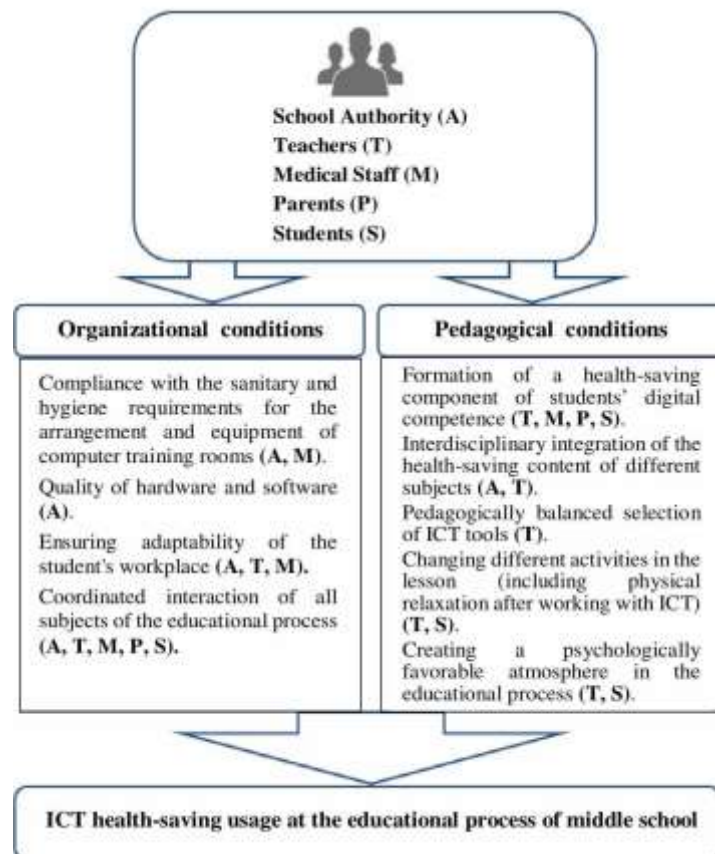 School Authority (A)
Teachers (T)
Medical Staff (M)
Parents (P)
Students (S)
Organizational conditions
Compliance with the sanitary and
hygiene requirements for the
arrangement and equipment of
computer training rooms (A, M).
Quality of hardware and software
(A).
Ensuring adaptability of the
student's workplace (A, T, M).
Coordinated interaction of all
subjects of the educational process
(A, T, M, P, S).
Pedagogical conditions
Formation of a health-saving
component of students' digital
competence (T, M, P, S).
Interdisciplinary integration of the
health-saving content of different
subjects (A, T).
Pedagogically balanced selection
of ICT tools (T).
Changing different activities in the
lesson (including physical
relaxation after working with ICT)
(T, S).
Creating a psychologically
favorable atmosphere in the
educational process (T, S).
ICT health-saving usage at the educational process of middle school